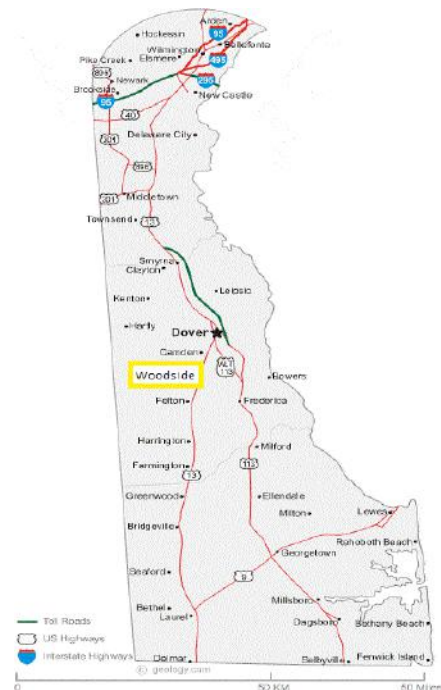 Arden
Hockessin
95
Wilmington
Bellefonte
Pike Creek
Elsmere
495
896
Newark
295
Brookside
New Castle
95
40
301
Delaware City
896
301
Middletown
Townsend
13
Smyrna
Clayton
Leipsic
Kenton
Hartly
Dover
Camden
ALT
113
Woodside
Bowers
Felton
Frederica
Harrington
Milford
Farmington
113
13
Greenwood
Ellendale
Milton
Lewes
Bridgeville
Rehoboth Beach
Georgetown
Seaford
9
Bethel
Millsboro
Laurel
Dagsboro
Bethany Beach
Toll Roads
US Highways
Interstate Highways
Delmar
Selbyville
Fenwick Island
© geology.com
0
50 KM
50 Miles